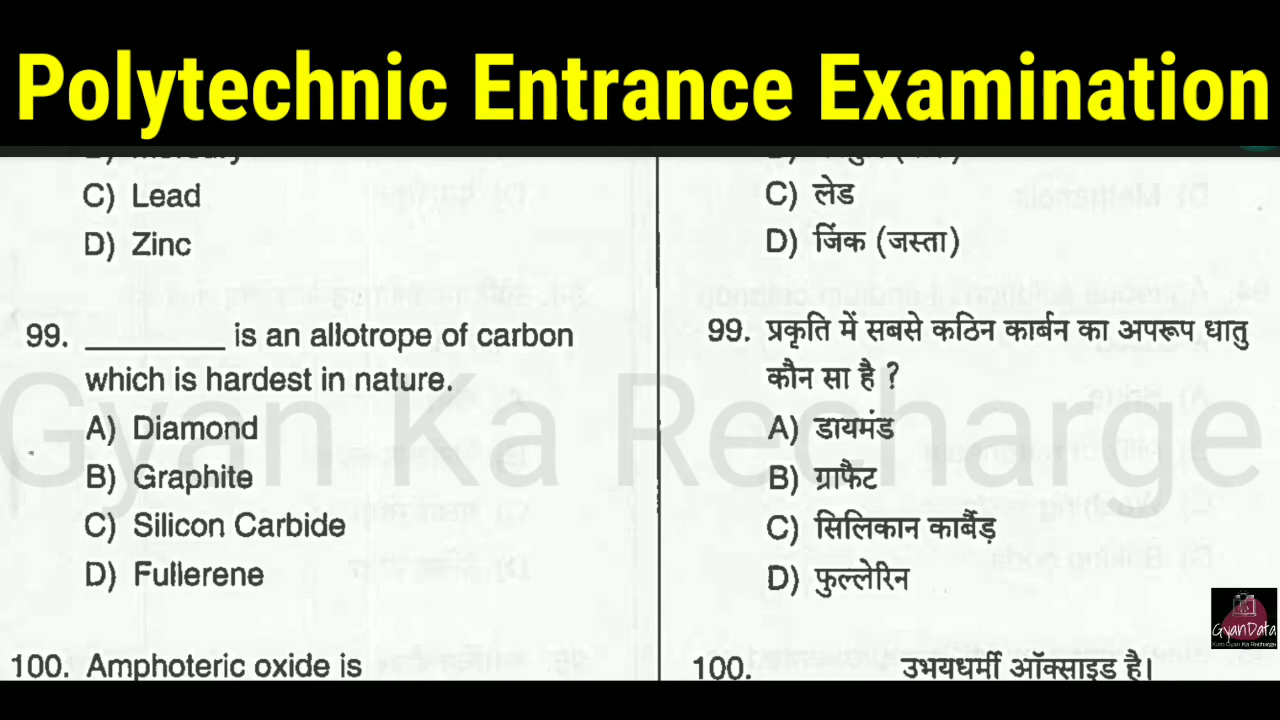 Polytechnic Entrance Examination
C) Lead
D) Zinc
99. ________ is an allotrope of carbon
which is hardest in nature.
A) Diamond
B) Graphite
C) Silicon Carbide
D) Fullerene
100. Amphoteric oxide is
C) लेड
D) जिंक (जस्ता)
99. प्रकृति में सबसे कठिन कार्बन का अपरूप धातु
कौन सा है ?
A) डायमंड
B) ग्राफैट
C) सिलिकान कार्बैड़
D) फुल्लेरिन
100. ________ उभयधर्मी ऑक्साइड है।
Gyan Ka Recharge
GyanData